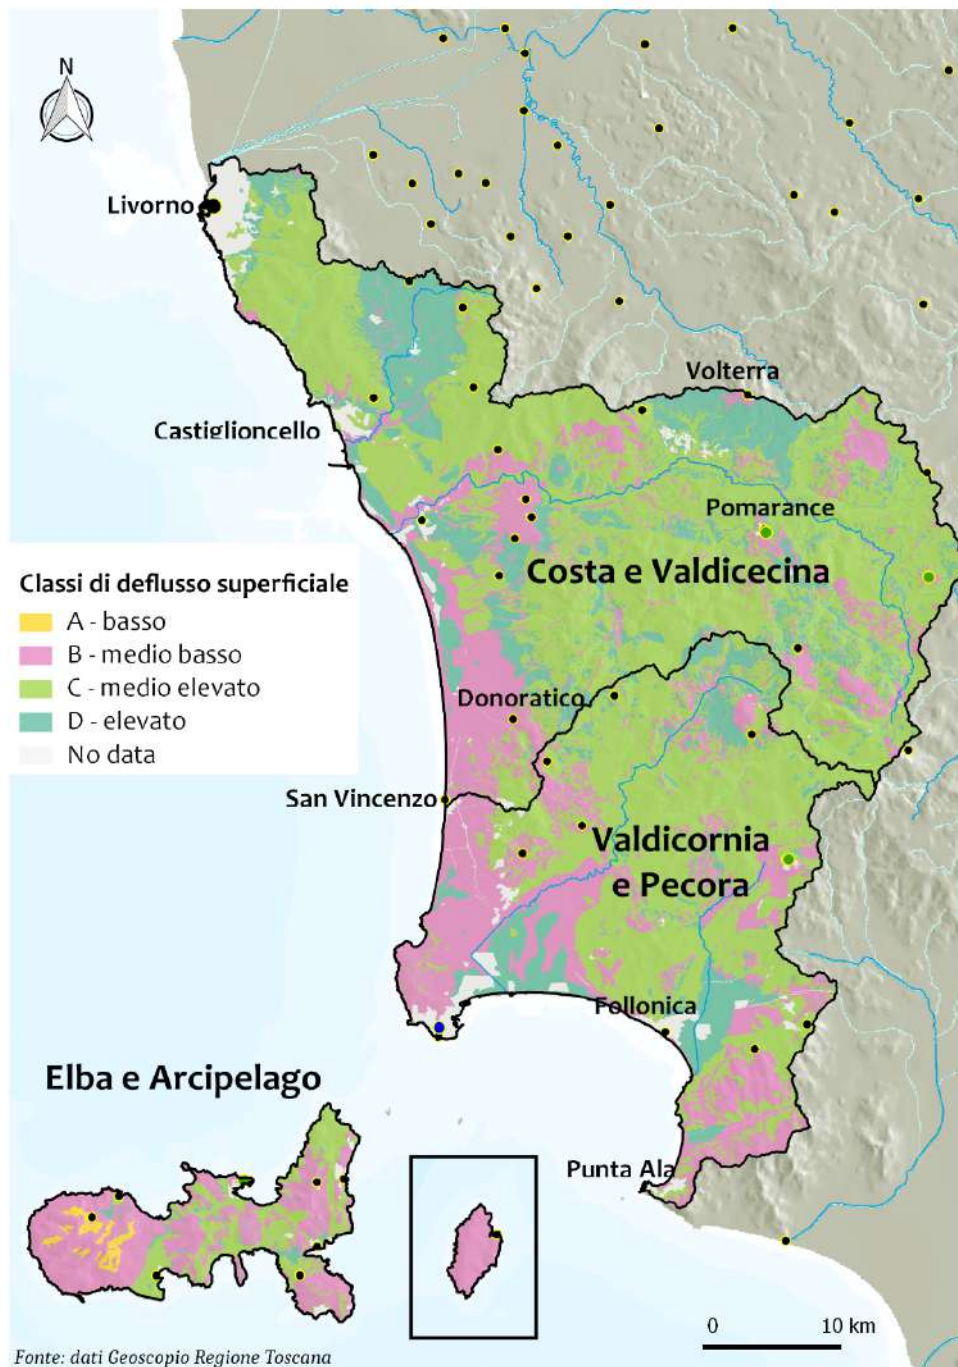 N
Livorno
Volterra
Castiglioncello
Pomarance
Costa e Valdicecina
Classi di deflusso superficiale
A - basso
B - medio basso
C - medio elevato
D - elevato
No data
Donoratico
San Vincenzo
Valdicornia
e Pecora
Follonica
Elba e Arcipelago
Punta Ala
0 10 km
Fonte: dati Geoscopio Regione Toscana